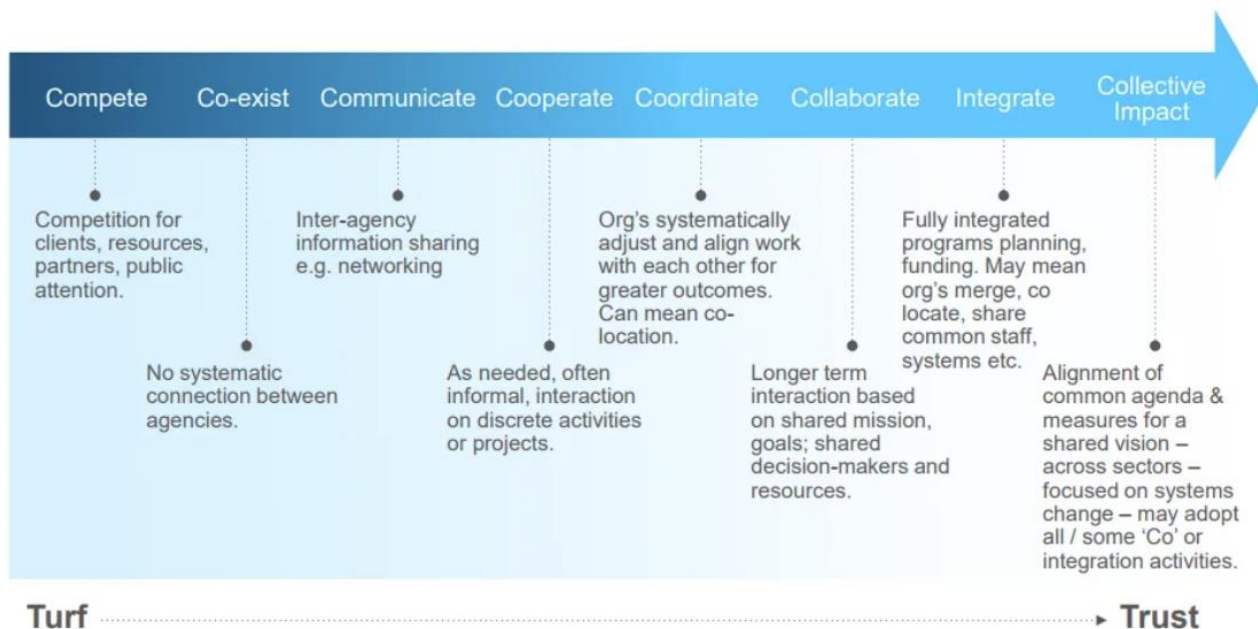 Compete
Co-exist
Communicate
Cooperate
Coordinate
Collaborate
Integrate
Collective
Impact
Competition for
clients, resources,
partners, public
attention.
No systematic
connection between
agencies.
Inter-agency
information sharing
e.g. networking
As needed, often
informal, interaction
on discrete activities
or projects.
Org's systematically
adjust and align work
with each other for
greater outcomes.
Can mean co-
location.
Longer term
interaction based
on shared mission,
goals; shared
decision-makers and
resources.
Fully integrated
programs planning,
funding. May mean
org's merge, co
locate, share
common staff,
systems etc.
Alignment of
common agenda &
measures for a
shared vision –
across sectors –
focused on systems
change – may adopt
all / some ‘Co’ or
integration activities.
Turf
Trust